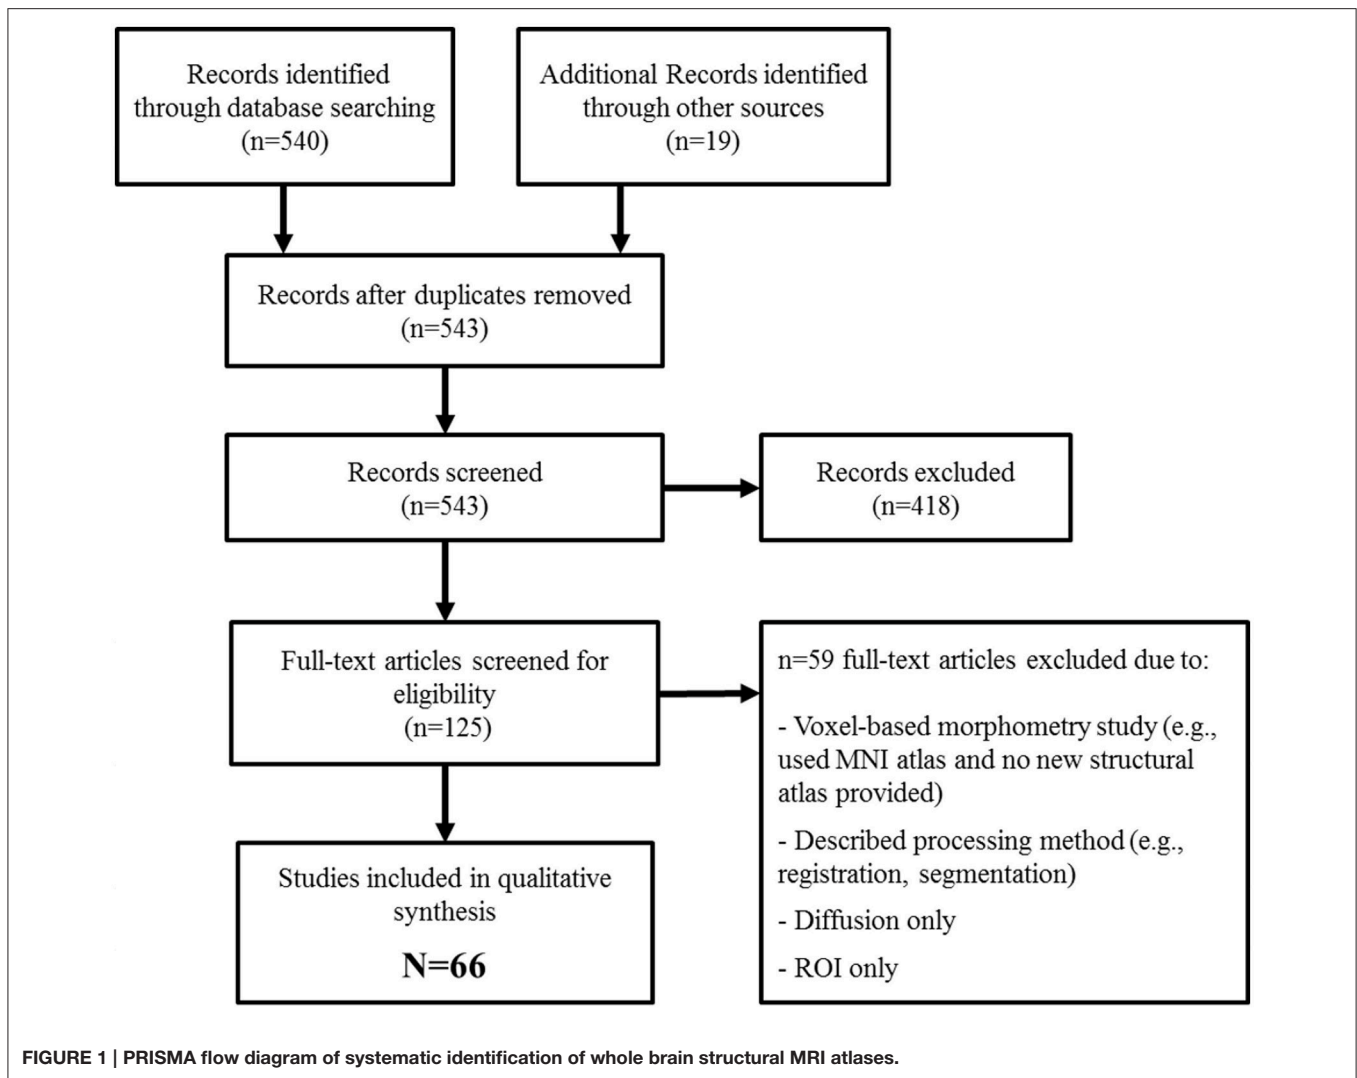 Records identified
through database searching
(n=540)
Additional Records identified
through other sources
(n=19)
Records after duplicates removed
(n=543)
Records screened
(n=543)
Records excluded
(n=418)
Full-text articles screened for
eligibility
(n=125)
n=59 full-text articles excluded due to:
- Voxel-based morphometry study (e.g.,
used MNI atlas and no new structural
atlas provided)
- Described processing method (e.g.,
registration, segmentation)
- Diffusion only
- ROI only
Studies included in qualitative
synthesis
N=66
FIGURE 1 | PRISMA flow diagram of systematic identification of whole brain structural MRI atlases.